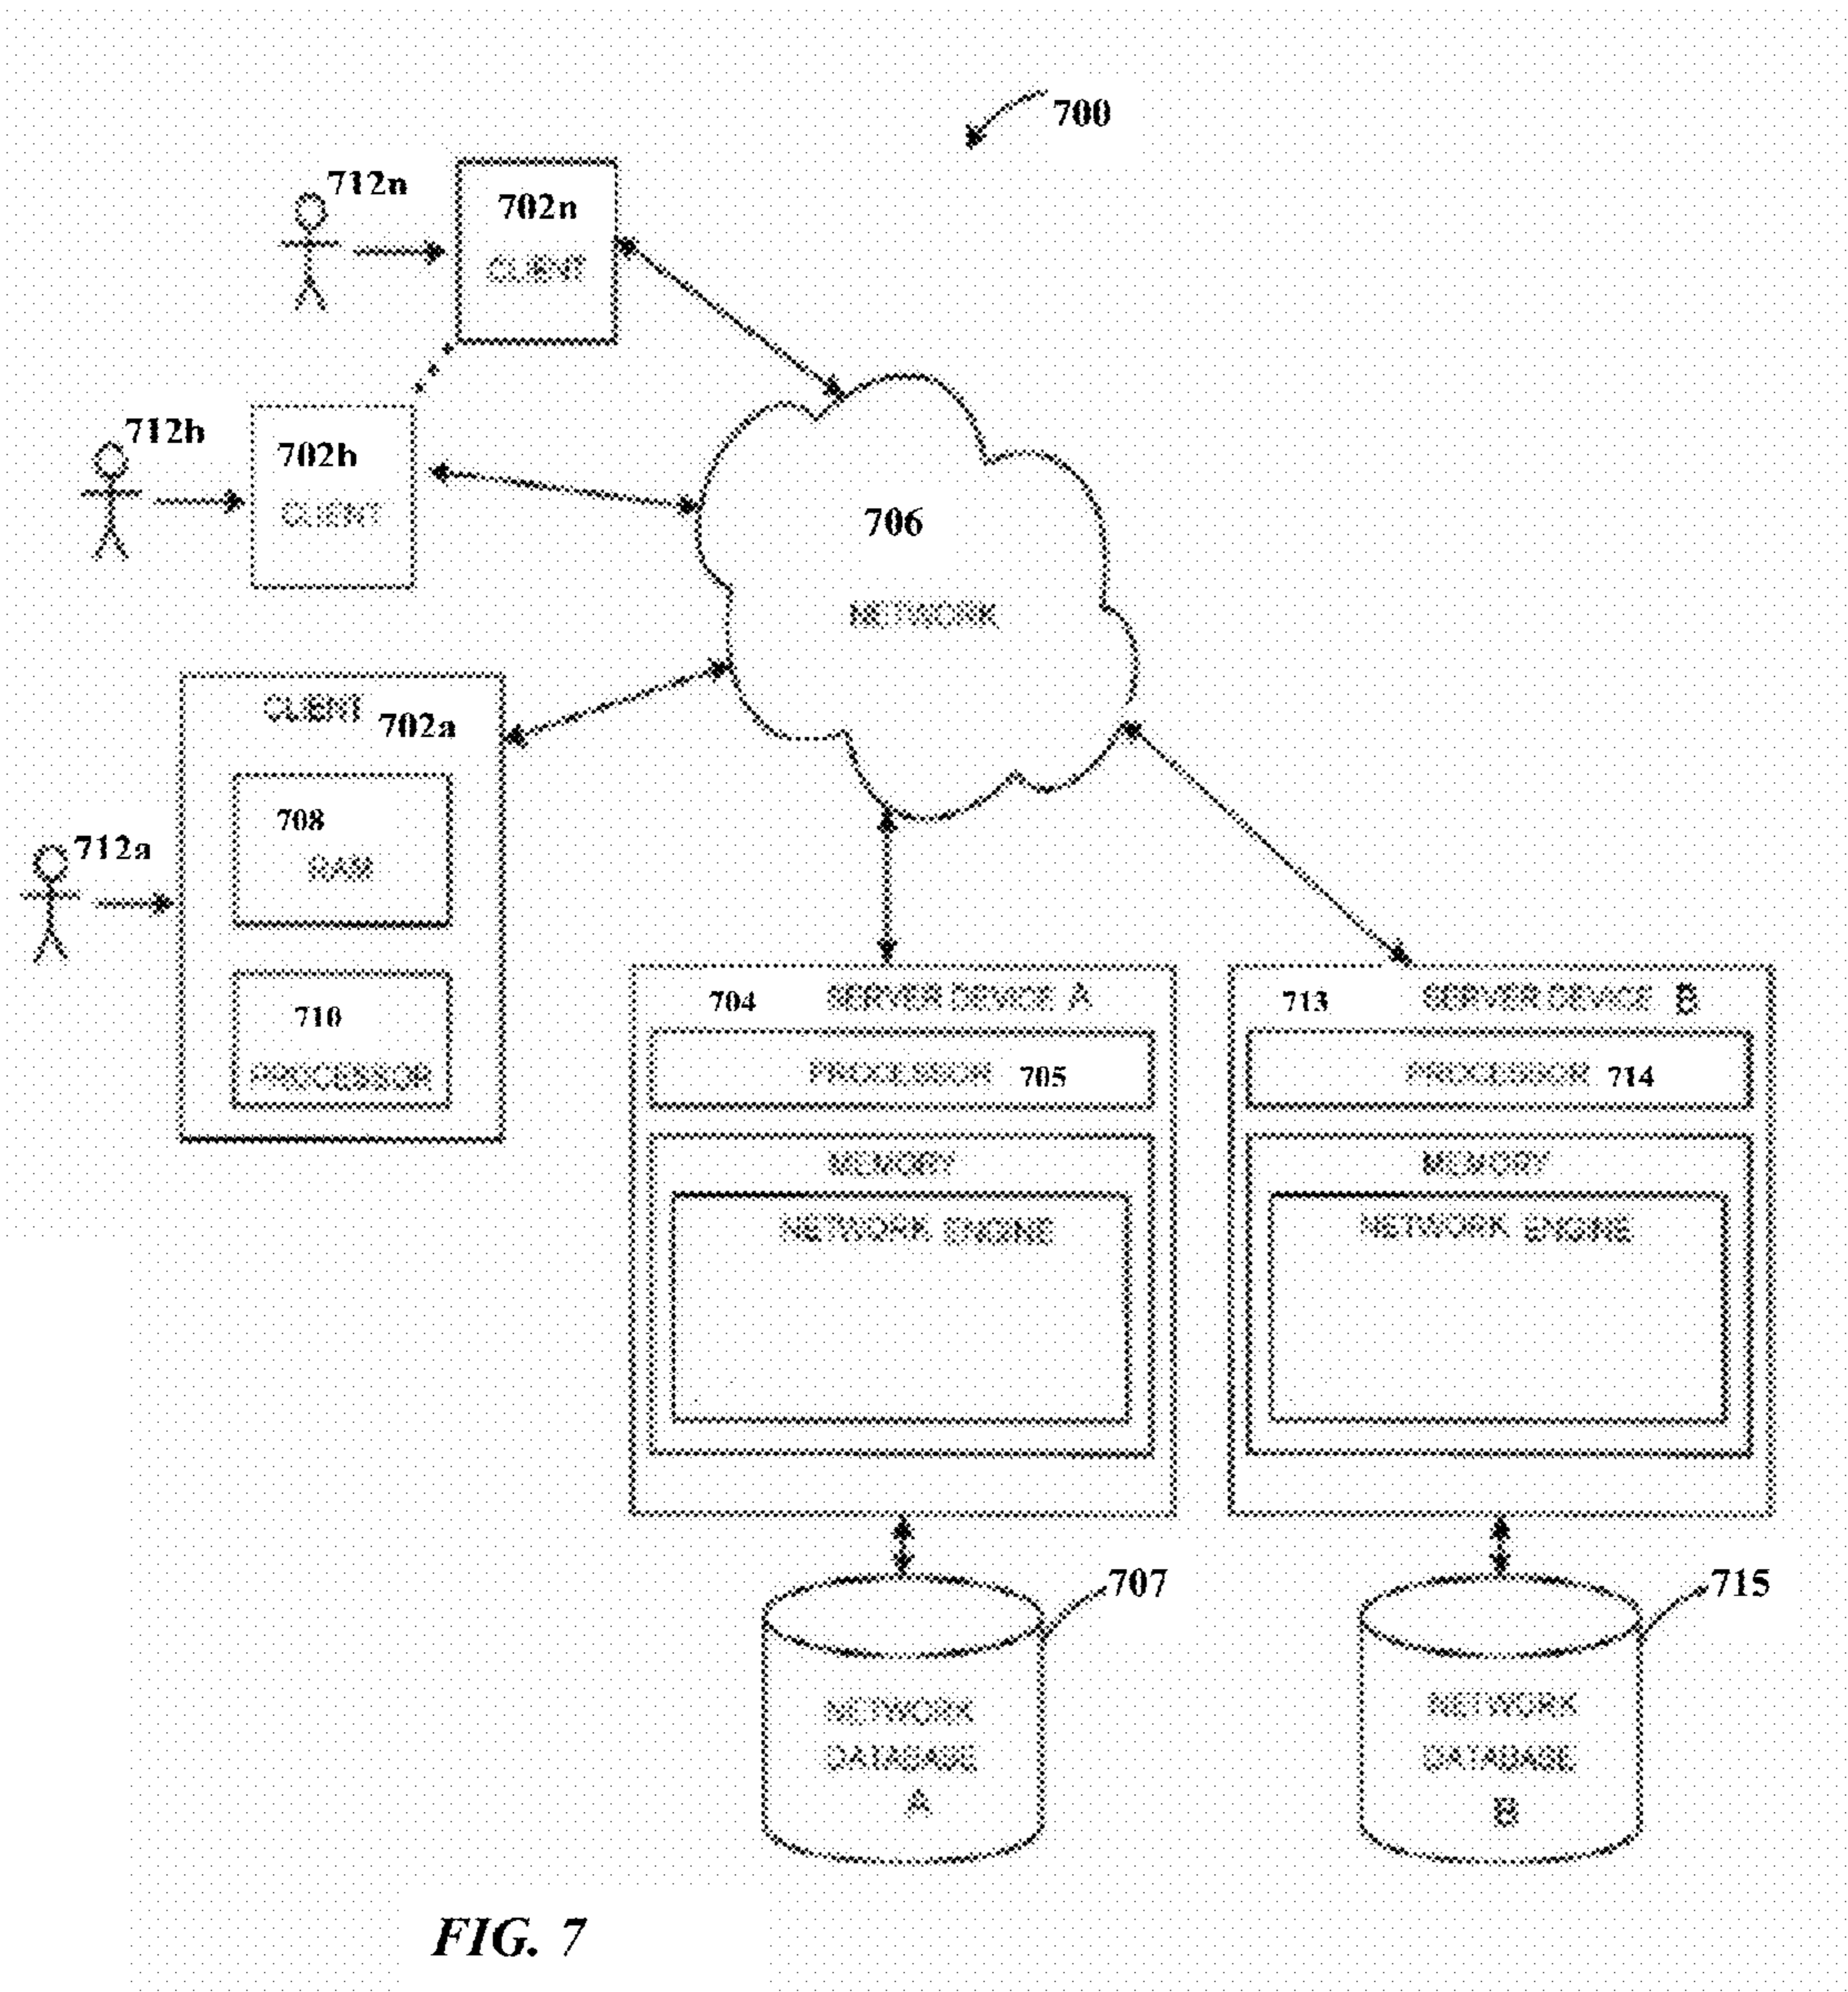 700
712n
702n
CLIENT
712b
702b
CLIENT
706
NETWORK
CLIENT 702a
708
RAM
712a
710
PROCESSOR
704 SERVER DEVICE A
PROCESSOR 705
MEMORY
NETWORK ENGINE
713 SERVER DEVICE B
PROCESSOR 714
MEMORY
NETWORK ENGINE
707
NETWORK
DATABASE
A
715
NETWORK
DATABASE
B
FIG. 7